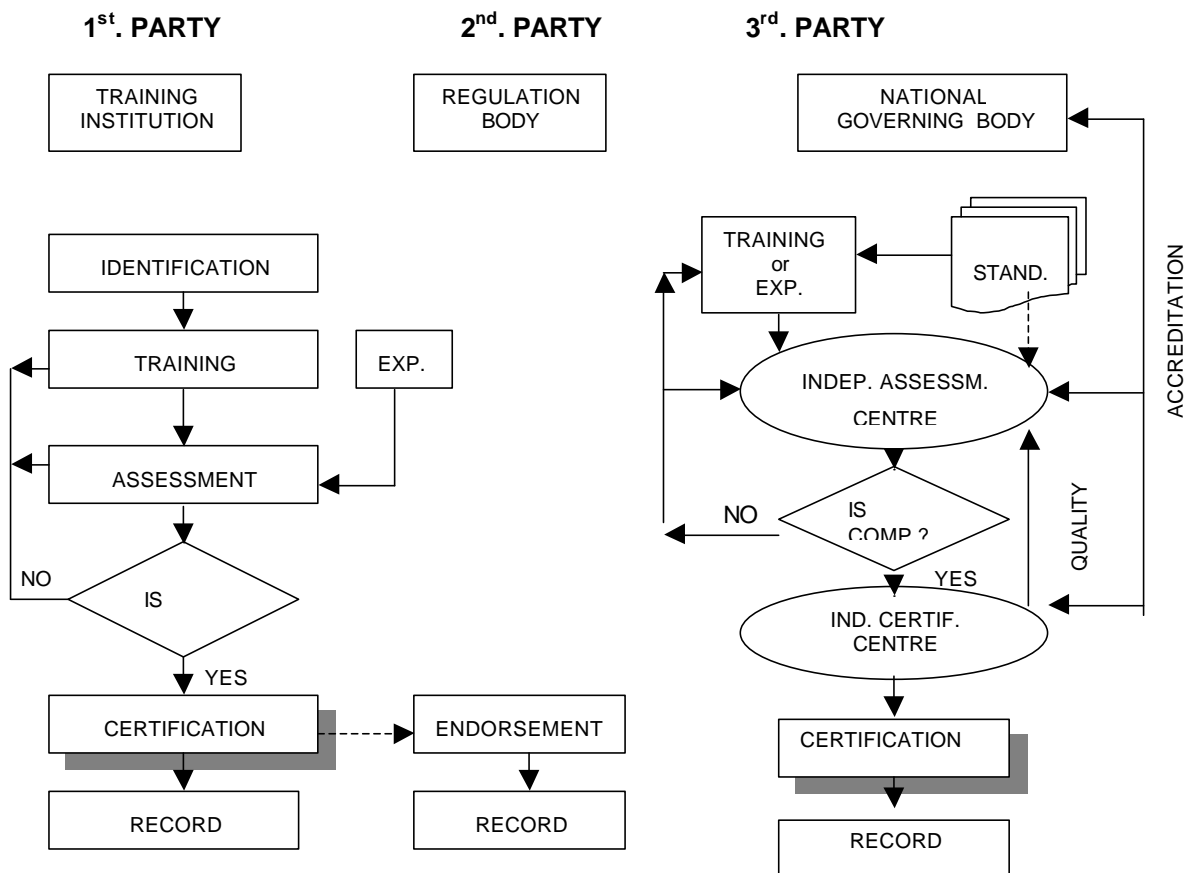 1st. PARTY
2nd. PARTY
3rd. PARTY
TRAINING
INSTITUTION
REGULATION
BODY
NATIONAL
GOVERNING BODY
IDENTIFICATION
TRAINING
EXP.
ASSESSMENT
NO
IS
YES
CERTIFICATION
ENDORSEMENT
RECORD
RECORD
TRAINING
or
EXP.
STAND.
INDEP. ASSESSM.
CENTRE
NO
IS
COMP.?
YES
IND. CERTIF.
CENTRE
CERTIFICATION
RECORD
QUALITY
ACCREDITATION